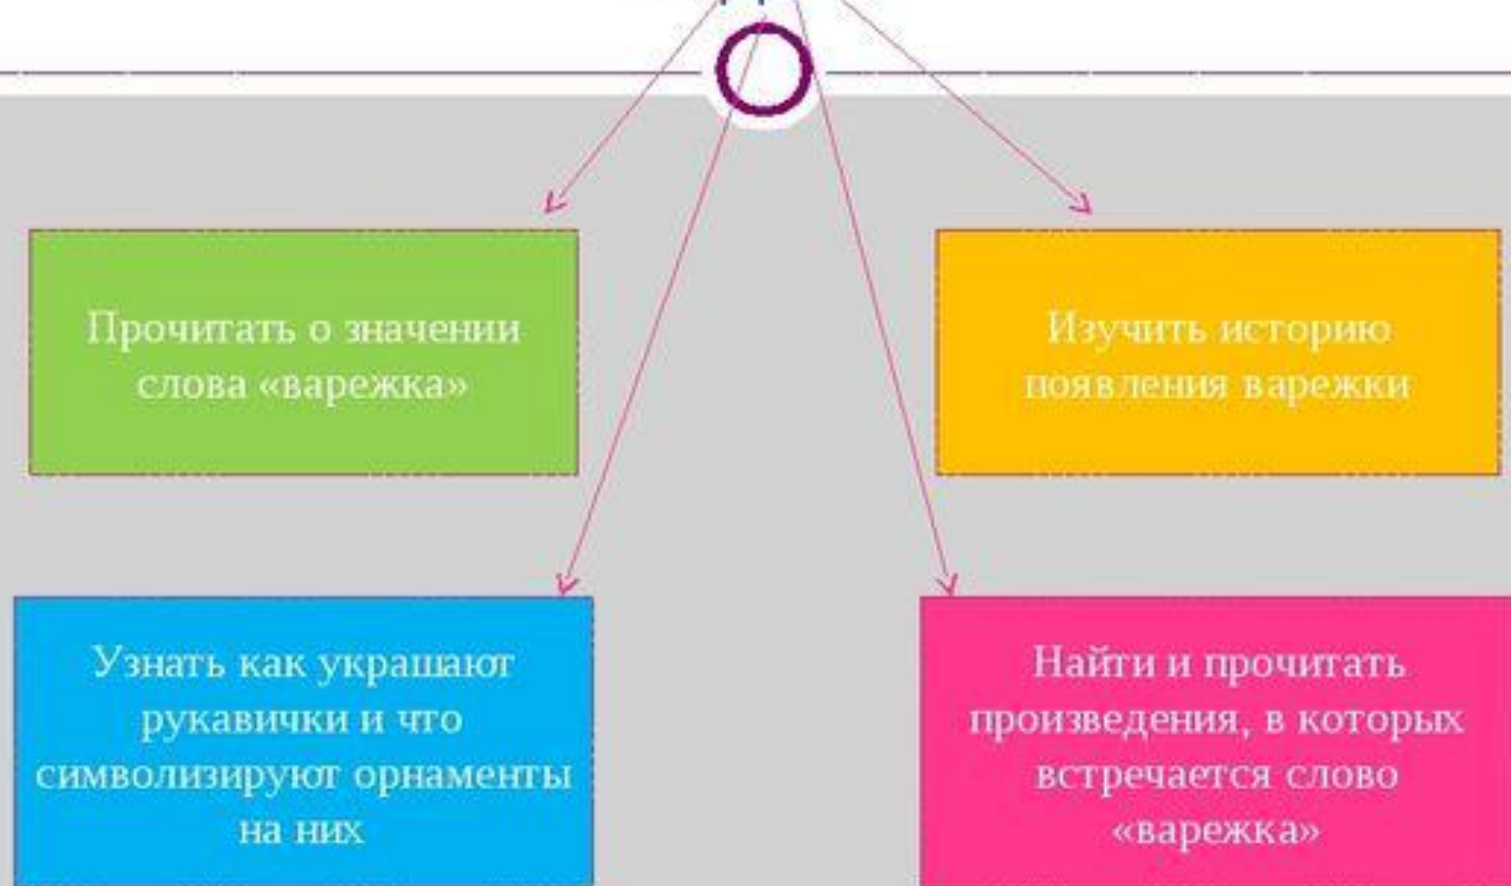 Прочитать о значении
слова «варежка»
Изучить историю
появления варежки
Узнать как украшают
рукавички и что
символизируют орнаменты
на них
Найти и прочитать
произведения, в которых
встречается слово
«варежка»